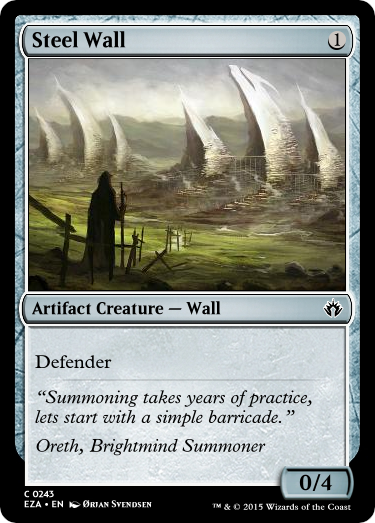 Steel Wall 1
Artifact Creature — Wall
Defender
“Summoning takes years of practice,
lets start with a simple barricade.”
Oreth, Brightmind Summoner
0/4
C 0243
EZA • EN Ørjan Svendsen
™ & © 2015 Wizards of the Coast